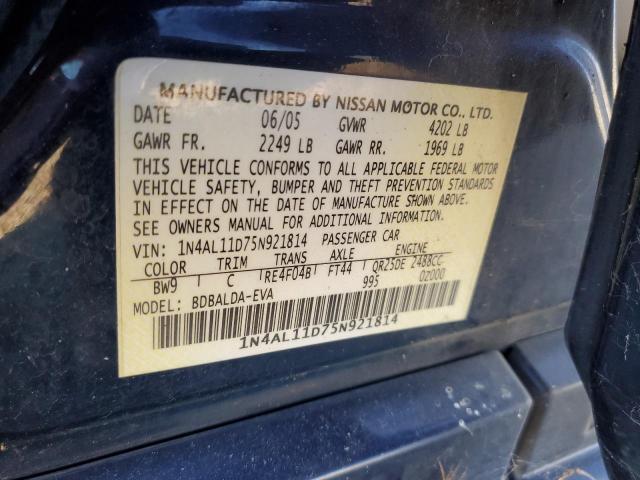 MANUFACTURED BY NISSAN MOTOR CO., LTD.
DATE 06/05 GVWR 4202 LB
GAWR FR. 2249 LB GAWR RR. 1969 LB
THIS VEHICLE CONFORMS TO ALL APPLICABLE FEDERAL MOTOR
VEHICLE SAFETY, BUMPER AND THEFT PREVENTION STANDARDS
IN EFFECT ON THE DATE OF MANUFACTURE SHOWN ABOVE.
SEE OWNERS MANUAL FOR ADDITIONAL INFORMATION.
VIN: 1N4AL11D75N921814 PASSENGER CAR
COLOR TRIM TRANS AXLE ENGINE
BW9 C RE4F04B FT44 QR25DE 2488CC
MODEL: BDBALDA-EVA 995 02000
1N4AL11D75N921814